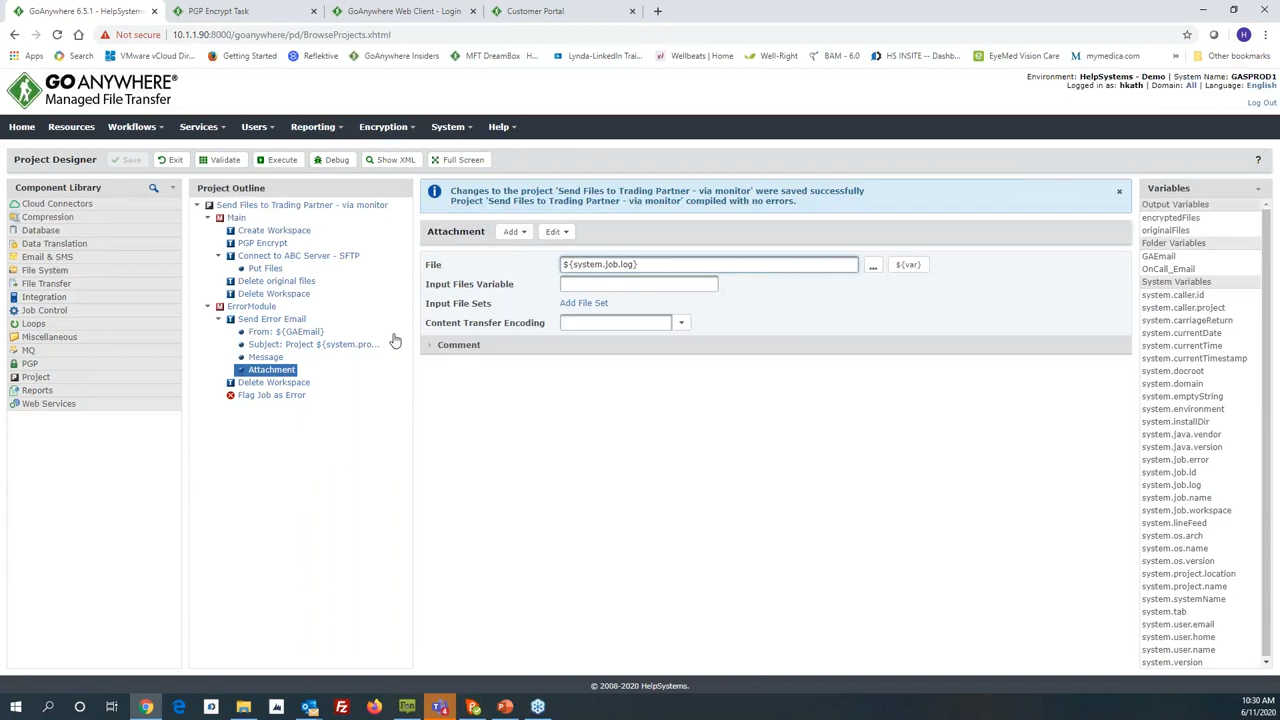 GoAnywhere 6.5.1 - HelpSystems
PGP Encrypt Task
GoAnywhere Web Client - Login
Customer Portal
Not secure
10.1.1.90:8000/goanywhere/pd/BrowseProjects.xhtml
H
Apps
VMware vCloud Dir...
Getting Started
Reflektive
GoAnywhere Insiders
MFT DreamBox H...
Lynda-LinkedIn Trai...
Wellbeats | Home
Well-Right
BAM - 6.0
HS INSITE -- Dashb...
EyeMed Vision Care
mymedica.com
Other bookmarks
GO ANYWHERE®
Managed File Transfer
Environment: HelpSystems - Demo | System Name: GASPROD1
Logged in as: hkath | Domain: All | Language: English
Log Out
Home
Resources
Workflows
Services
Users
Reporting
Encryption
System
Help
Project Designer
Save
Exit
Validate
Execute
Debug
Show XML
Full Screen
?
Component Library
Cloud Connectors
Compression
Database
Data Translation
Email & SMS
File System
File Transfer
Integration
Job Control
Loops
Miscellaneous
MQ
PGP
Project
Reports
Web Services
Project Outline
Send Files to Trading Partner - via monitor
Main
Create Workspace
PGP Encrypt
Connect to ABC Server - SFTP
Put Files
Delete original files
Delete Workspace
ErrorModule
Send Error Email
From: ${GAEmail}
Subject: Project ${system.pro...
Message
Attachment
Delete Workspace
Flag Job as Error
Changes to the project 'Send Files to Trading Partner - via monitor' were saved successfully
Project 'Send Files to Trading Partner - via monitor' compiled with no errors.
Attachment
Add
Edit
File
${system.job.log}
...
${var}
Input Files Variable
Input File Sets
Add File Set
Content Transfer Encoding
Comment
Variables
Output Variables
encryptedFiles
originalFiles
Folder Variables
GAEmail
OnCall_Email
System Variables
system.caller.id
system.caller.project
system.carriageReturn
system.currentDate
system.currentTime
system.currentTimestamp
system.docroot
system.domain
system.emptyString
system.environment
system.installDir
system.java.vendor
system.java.version
system.job.error
system.job.id
system.job.log
system.job.name
system.job.workspace
system.lineFeed
system.os.arch
system.os.name
system.os.version
system.project.location
system.project.name
system.systemName
system.tab
system.user.email
system.user.home
system.user.name
system.version
© 2008-2020 HelpSystems.
10:30 AM
6/11/2020